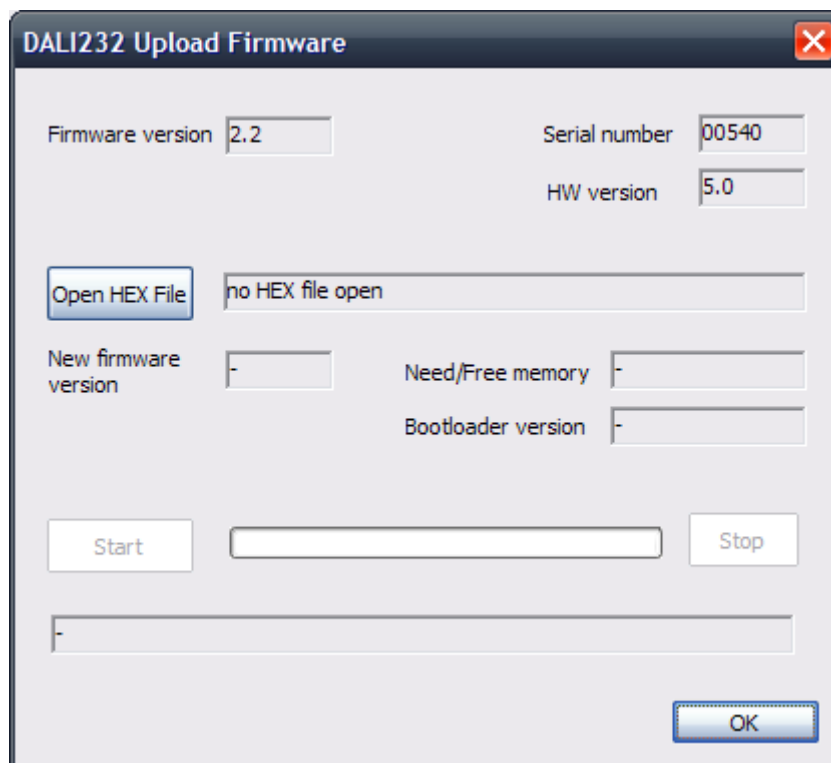 DALI232 Upload Firmware
Firmware version 2.2 Serial number 00540
HW version 5.0
Open HEX File no HEX file open
New firmware
version - Need/Free memory -
Bootloader version -
Start Stop
-
OK